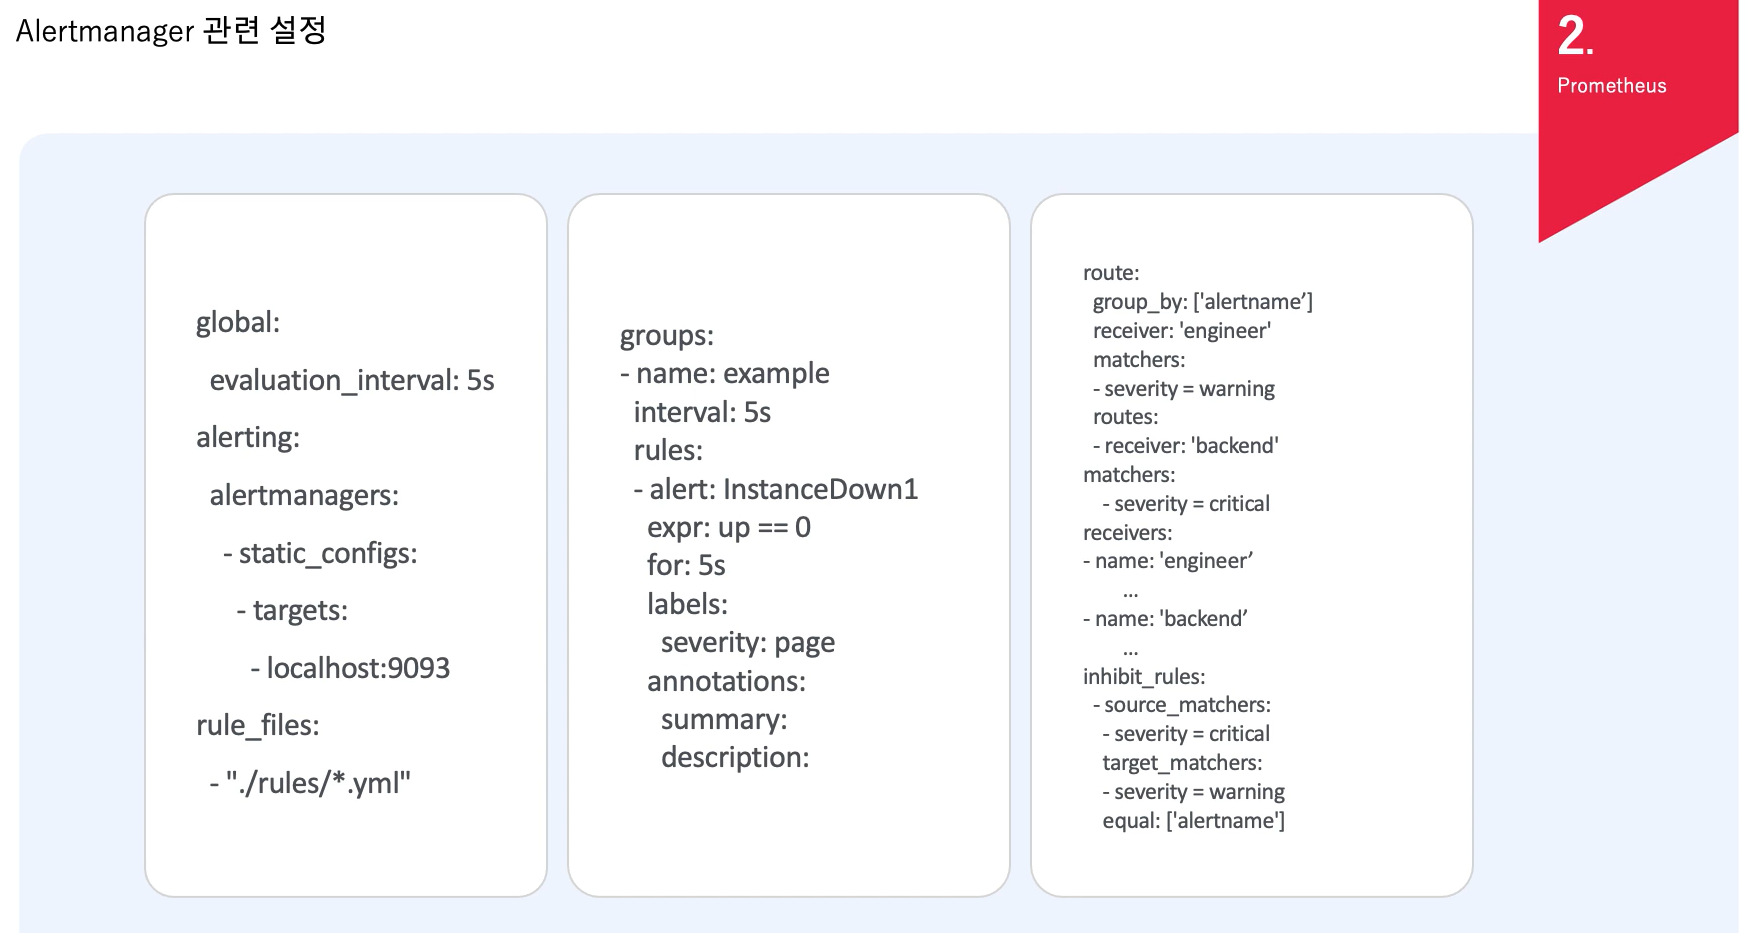 Alertmanager 관련 설정
2.
Prometheus
global:
evaluation_interval: 5s
alerting:
alertmanagers:
- static_configs:
- targets:
- localhost:9093
rule_files:
- "./rules/*.yml"
groups:
- name: example
interval: 5s
rules:
- alert: InstanceDown1
expr: up == 0
for: 5s
labels:
severity: page
annotations:
summary:
description:
route:
group_by: ['alertname’]
receiver: 'engineer'
matchers:
- severity = warning
routes:
- receiver: 'backend'
matchers:
- severity = critical
receivers:
- name: 'engineer’
...
- name: 'backend’
...
inhibit_rules:
- source_matchers:
- severity = critical
target_matchers:
- severity = warning
equal: ['alertname']